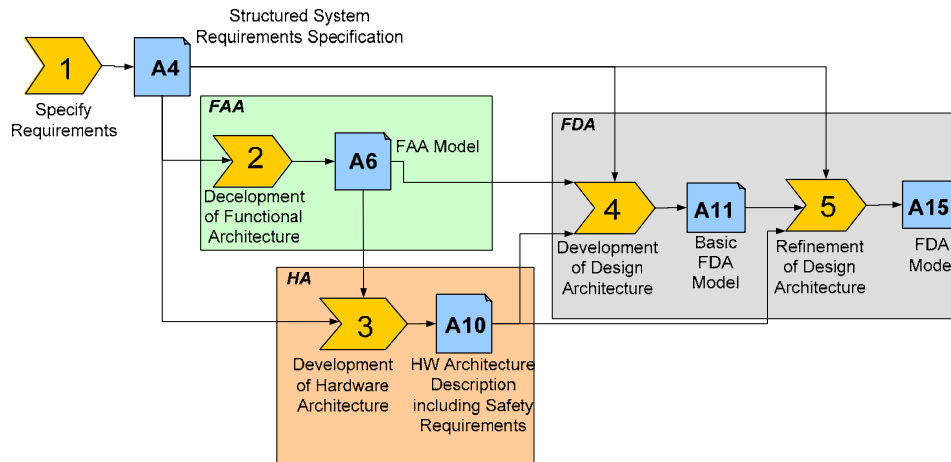 Structured System
Requirements Specification
1
A4
Specify
Requirements
FAA
2
A6
FAA Model
Decelopment
of Functional
Architecture
FDA
4
A11
5
A15
Development
of Design
Architecture
Basic
FDA
Model
Refinement
of Design
Architecture
FDA
Model
HA
3
A10
Development
of Hardware
Architecture
HW Architecture
Description
including Safety
Requirements